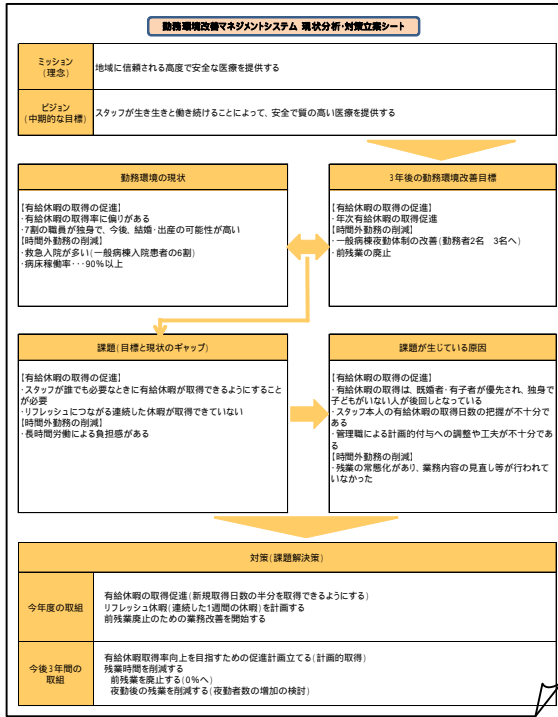 勤務環境改善マネジメントシステム 現状分析・対策立案シート
ミッション
(理念)
地域に信頼される高度で安全な医療を提供する
ビジョン
(中期的な目標)
スタッフが生き生きと働き続けることによって、安全で質の高い医療を提供する
勤務環境の現状
【有給休暇の取得の促進】
・有給休暇の取得率に偏りがある
・7割の職員が独身で、今後、結婚・出産の可能性が高い
【時間外勤務の削減】
・救急入院が多い(一般病棟入院患者の6割)
・病床稼働率・・・90%以上
3年後の勤務環境改善目標
【有給休暇の取得の促進】
・年次有給休暇の取得促進
【時間外勤務の削減】
・一般病棟夜勤体制の改善(勤務者2名 3名へ)
・前残業の廃止
課題(目標と現状のギャップ)
【有給休暇の取得の促進】
・スタッフが誰でも必要なときに有給休暇が取得できるようにすること
が必要
・リフレッシュにつながる連続した休暇が取得できていない
【時間外勤務の削減】
・長時間労働による負担感がある
課題が生じている原因
【有給休暇の取得の促進】
・有給休暇の取得は、既婚者・有子者が優先され、独身で
子どもがいない人が後回しとなっている
・スタッフ本人の有給休暇の取得日数の把握が不十分で
ある
・管理職による計画的付与への調整や工夫が不十分であ
る
【時間外勤務の削減】
・残業の常態化があり、業務内容の見直し等が行われて
いなかった
対策(課題解決策)
今年度の取組
有給休暇の取得促進(新規取得日数の半分を取得できるようにする)
リフレッシュ休暇(連続した1週間の休暇)を計画する
前残業廃止のための業務改善を開始する
今後3年間の
取組
有給休暇取得率向上を目指すための促進計画立てる(計画的取得)
残業時間を削減する
前残業を廃止する(0%へ)
夜勤後の残業を削減する(夜勤者数の増加の検討)